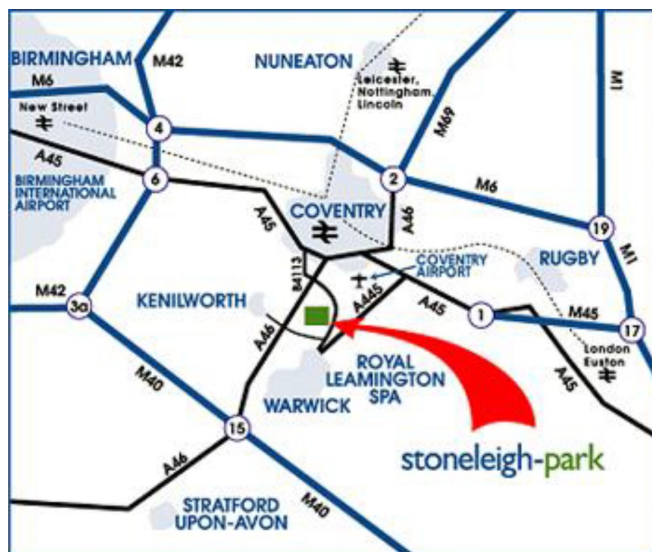 BIRMINGHAM
M42
NUNEATON
M6
Leicester,
Nottingham,
Lincoln
M1
New Street
M69
4
A45
6
2
M6
BIRMINGHAM
INTERNATIONAL
AIRPORT
A45
COVENTRY
A46
19
M1
B4113
COVENTRY
AIRPORT
RUGBY
M42
3a
KENILWORTH
A445
A45
1
M45
17
A46
London
Euston
ROYAL
LEAMINGTON
SPA
A45
M40
WARWICK
15
stoneleigh-park
A46
STRATFORD
UPON-AVON
M40